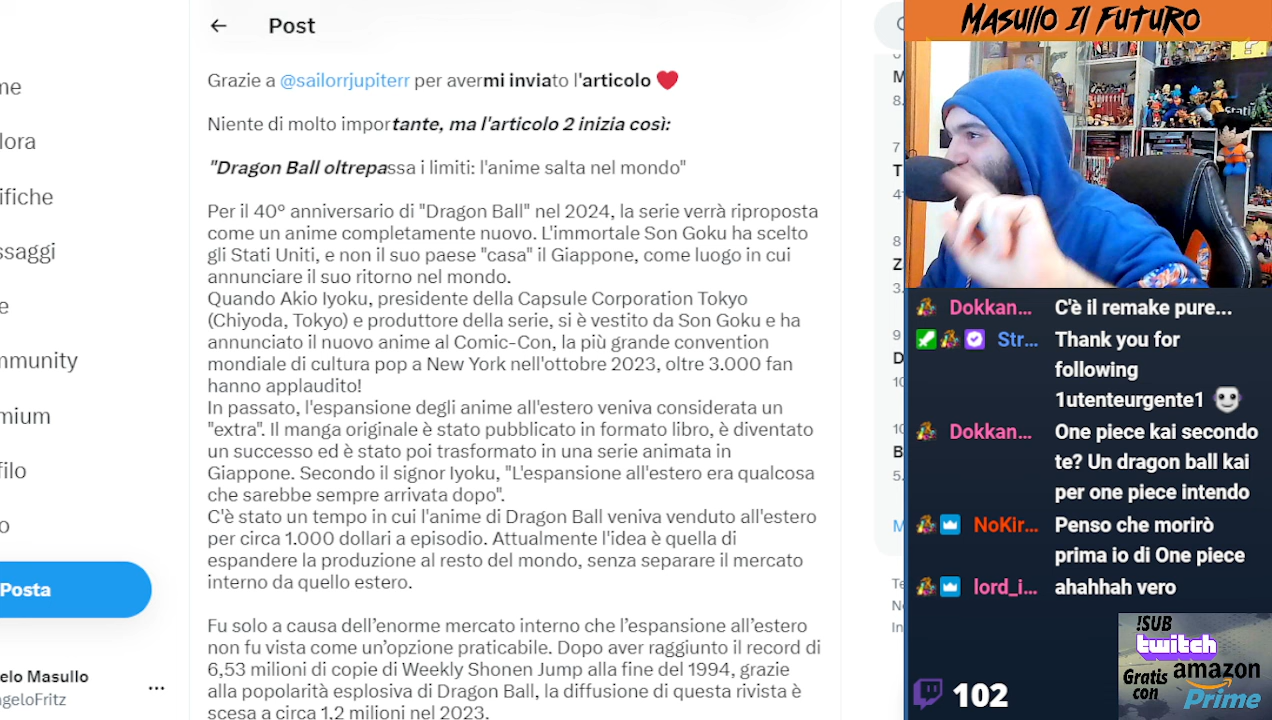 Post
Grazie a @sailorrjupiterr per avermi inviato l'articolo ❤️
Niente di molto importante, ma l'articolo 2 inizia così:
"Dragon Ball oltrepassa i limiti: l'anime salta nel mondo"
Per il 40° anniversario di "Dragon Ball" nel 2024, la serie verrà riproposta
come un anime completamente nuovo. L'immortale Son Goku ha scelto
gli Stati Uniti, e non il suo paese "casa" il Giappone, come luogo in cui
annunciare il suo ritorno nel mondo.
Quando Akio Iyoku, presidente della Capsule Corporation Tokyo
(Chiyoda, Tokyo) e produttore della serie, si è vestito da Son Goku e ha
annunciato il nuovo anime al Comic-Con, la più grande convention
mondiale di cultura pop a New York nell'ottobre 2023, oltre 3.000 fan
hanno applaudito!
In passato, l'espansione degli anime all'estero veniva considerata un
"extra". Il manga originale è stato pubblicato in formato libro, è diventato
un successo ed è stato poi trasformato in una serie animata in
Giappone. Secondo il signor Iyoku, "L'espansione all'estero era qualcosa
che sarebbe sempre arrivata dopo".
C'è stato un tempo in cui l'anime di Dragon Ball veniva venduto all'estero
per circa 1.000 dollari a episodio. Attualmente l'idea è quella di
espandere la produzione al resto del mondo, senza separare il mercato
interno da quello estero.
Fu solo a causa dell’enorme mercato interno che l’espansione all’estero
non fu vista come un’opzione praticabile. Dopo aver raggiunto il record di
6,53 milioni di copie di Weekly Shonen Jump alla fine del 1994, grazie
alla popolarità esplosiva di Dragon Ball, la diffusione di questa rivista è
scesa a circa 1,2 milioni nel 2023.
me
lora
ifiche
ssaggi
e
mmunity
mium
filo
o
Posta
elo Masullo
ngeloFritz
...
Masullo Il Futuro
Dokkan... C'è il remake pure...
Str... Thank you for
following
1utenteurgente1
Dokkan... One piece kai secondo
te? Un dragon ball kai
per one piece intendo
NoKir... Penso che morirò
prima io di One piece
lord_i... ahahhah vero
102
!SUB
twitch
Gratis con
amazon
Prime